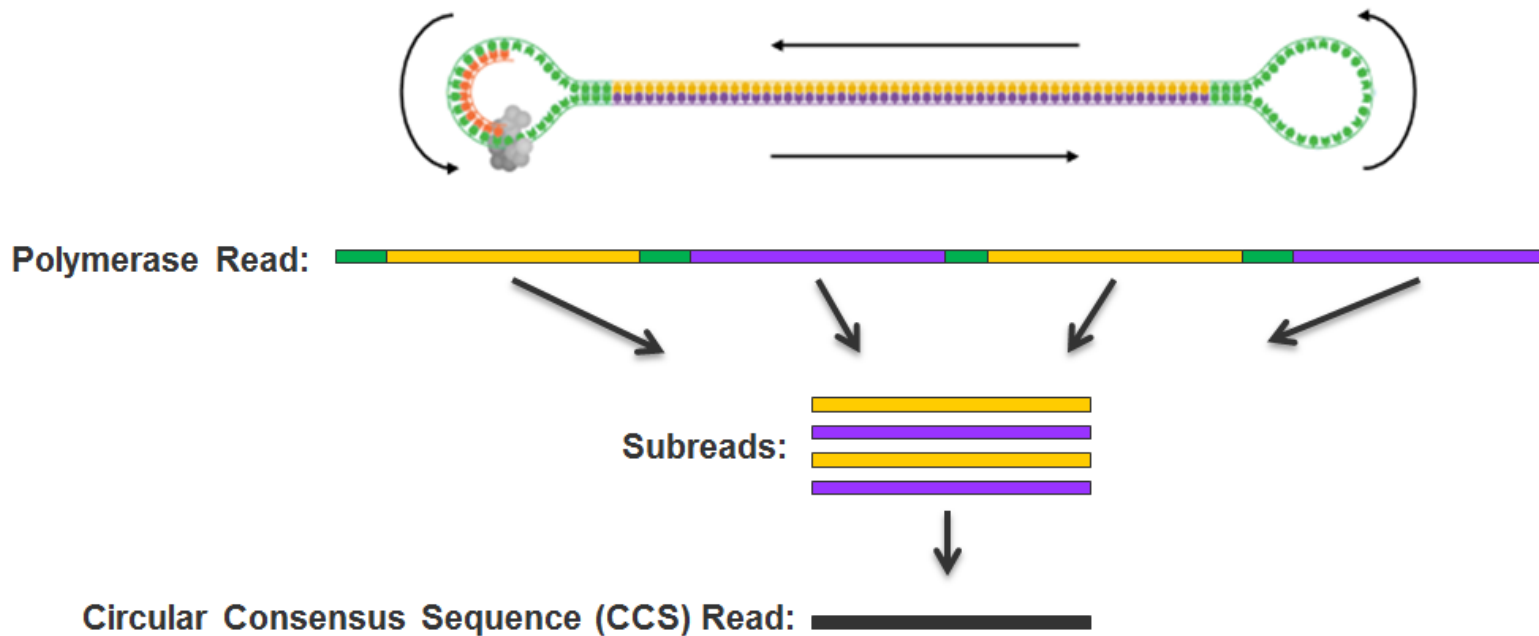 Polymerase Read:
Subreads:
Circular Consensus Sequence (CCS) Read: